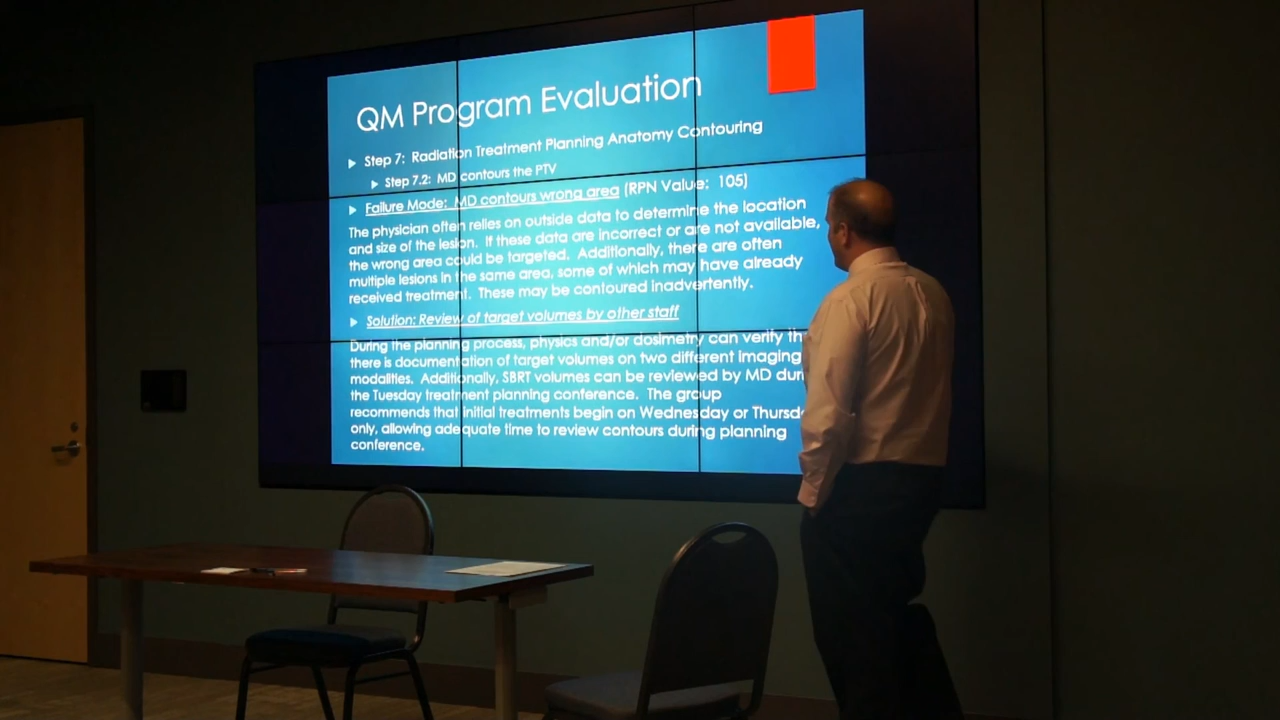 QM Program Evaluation
Step 7: Radiation Treatment Planning Anatomy Contouring
Step 7.2: MD contours the PTV
Failure Mode: MD contours wrong area (RPN Value: 105)
The physician often relies on outside data to determine the location
and size of the lesion. If these data are incorrect or are not available,
the wrong area could be targeted. Additionally, there are often
multiple lesions in the same area, some of which may have already
received treatment. These may be contoured inadvertently.
Solution: Review of target volumes by other staff
During the planning process, physics and/or dosimetry can verify th
there is documentation of target volumes on two different imaging
modalities. Additionally, SBRT volumes can be reviewed by MD duri
the Tuesday treatment planning conference. The group
recommends that initial treatments begin on Wednesday or Thursd
only, allowing adequate time to review contours during planning
conference.